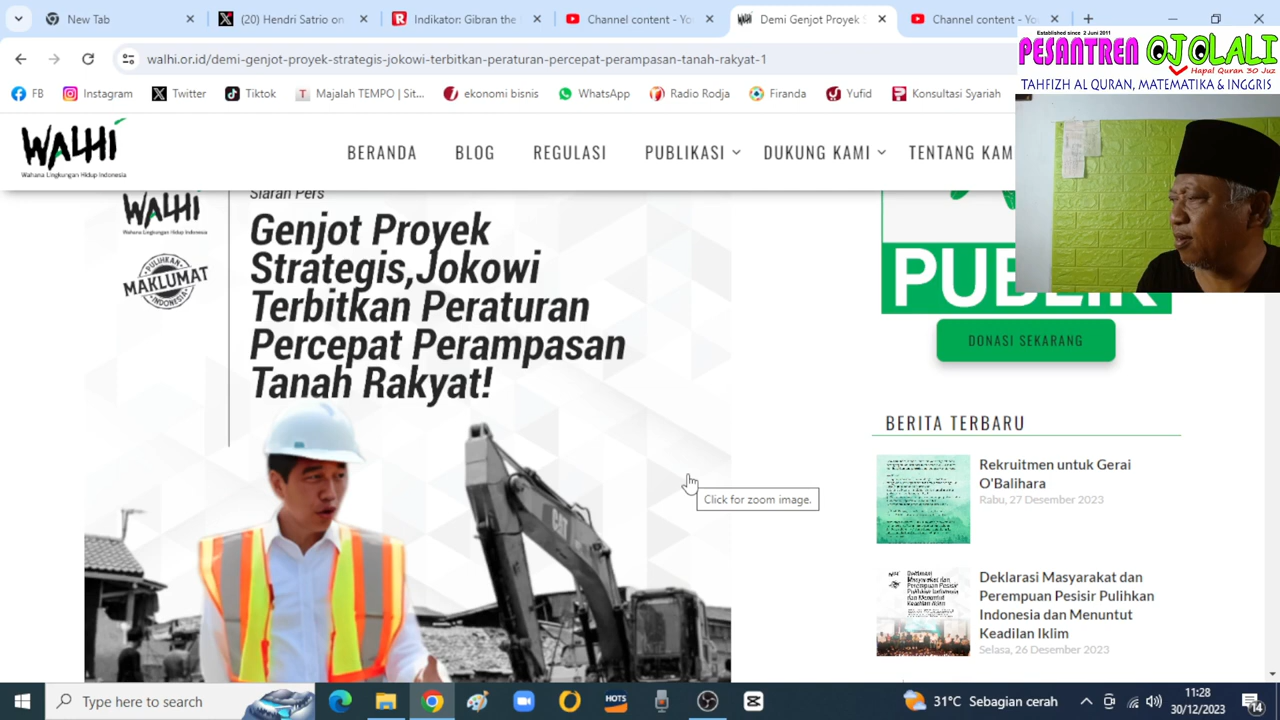 New Tab
(20) Hendri Satrio on
Indikator: Gibran the
Channel content - Yo
Demi Genjot Proyek S
Channel content - Yo
walhi.or.id/demi-genjot-proyek-strategis-jokowi-terbitkan-peraturan-percepat-perampasan-tanah-rakyat-1
FB
Instagram
Twitter
Tiktok
Majalah TEMPO | Sit...
ekonomi bisnis
WhatsApp
Radio Rodja
Firanda
Yufid
Konsultasi Syariah
Established since 2 Juni 2011
PESANTREN OJOLALI
Hapal Quran 30 Juz
TAHFIZH AL QURAN, MATEMATIKA & INGGRIS
WALHI
Wahana Lingkungan Hidup Indonesia
BERANDA
BLOG
REGULASI
PUBLIKASI
DUKUNG KAMI
TENTANG KAM
WALHI
Wahana Lingkungan Hidup Indonesia
PULIHKAN
MAKLUMAT
INDONESIA
Siaran Pers
Genjot Proyek
Strategis,Jokowi
Terbitkan Peraturan
Percepat Perampasan
Tanah Rakyat!
CAT
Click for zoom image.
PUBLIK
DONASI SEKARANG
BERITA TERBARU
Rekruitmen untuk Gerai
O'Balihara
Rabu, 27 Desember 2023
Deklarasi Masyarakat dan
Perempuan Pesisir Pulihkan
Indonesia dan Menuntut
Keadilan Iklim
Selasa, 26 Desember 2023
Type here to search
HOTS
31°C Sebagian cerah
11:28
30/12/2023
14